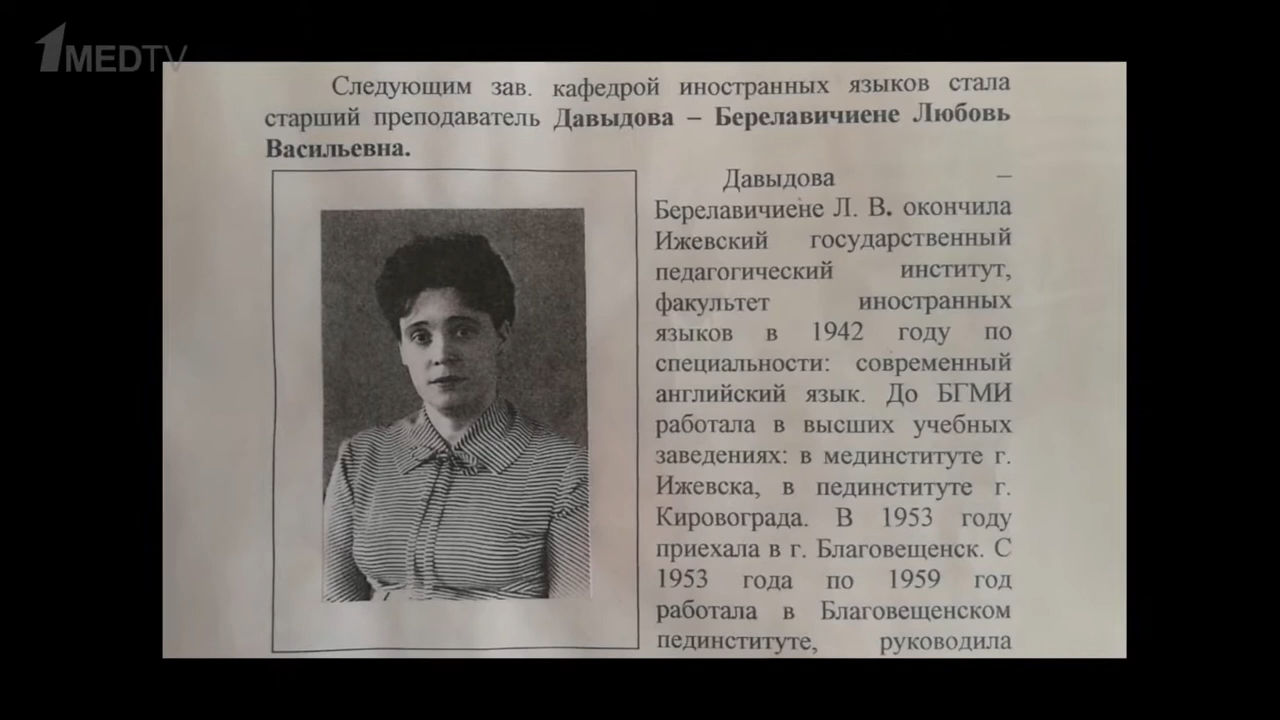 1MEDTV
Следующим зав. кафедрой иностранных языков стала
старший преподаватель Давыдова – Берелавичиене Любовь
Васильевна.
Давыдова –
Берелавичиене Л. В. окончила
Ижевский государственный
педагогический институт,
факультет иностранных
языков в 1942 году по
специальности: современный
английский язык. До БГМИ
работала в высших учебных
заведениях: в мединституте г.
Ижевска, в пединституте г.
Кировограда. В 1953 году
приехала в г. Благовещенск. С
1953 года по 1959 год
работала в Благовещенском
пединституте, руководила